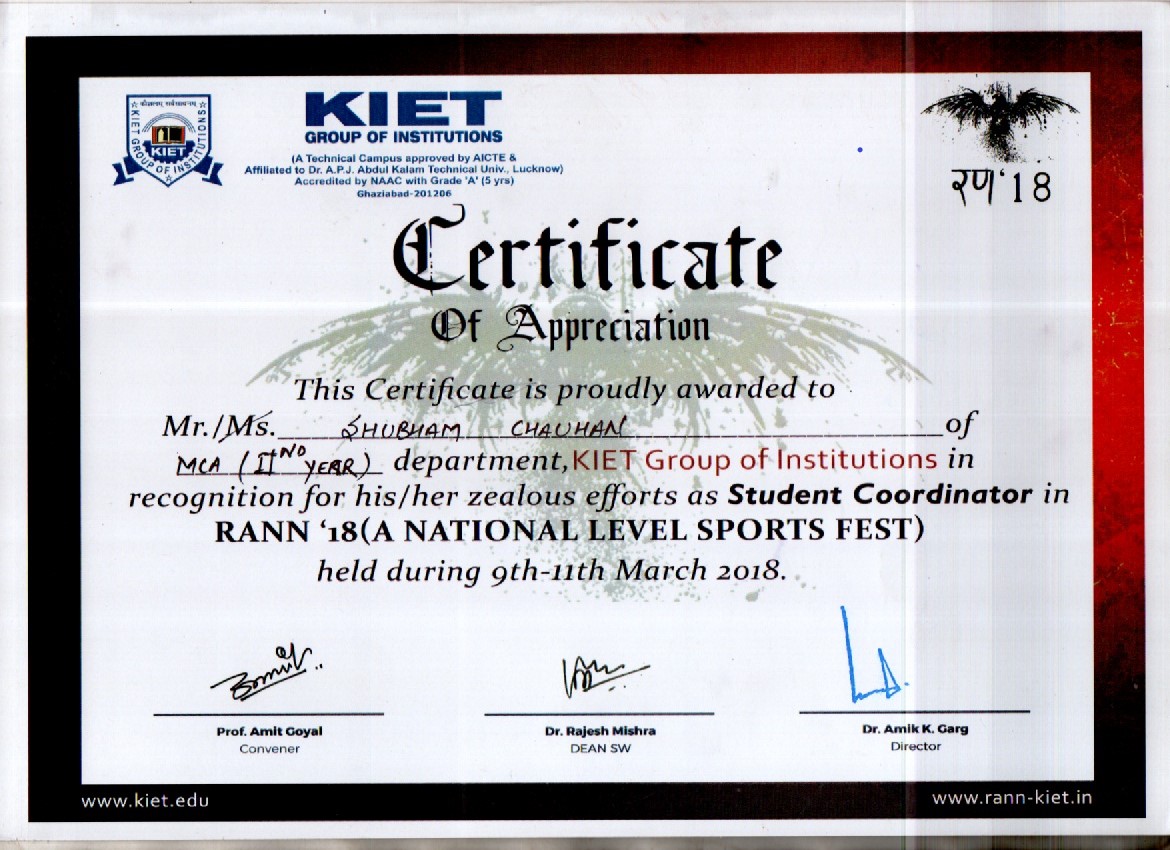 कौशलम् सर्वसाधनम्
KIET GROUP OF INSTITUTIONS
KIET
KIET
GROUP OF INSTITUTIONS
(A Technical Campus approved by AICTE &
Affiliated to Dr. A.P.J. Abdul Kalam Technical Univ., Lucknow)
Accredited by NAAC with Grade 'A' (5 yrs)
Ghaziabad-201206
रण‘18
Certificate
Of Appreciation
This Certificate is proudly awarded to
Mr./Ms. SHUBHAM CHAUHAN of
MCA (IIND YEAR) department, KIET Group of Institutions in
recognition for his/her zealous efforts as Student Coordinator in
RANN ‘18(A NATIONAL LEVEL SPORTS FEST)
held during 9th-11th March 2018.
Prof. Amit Goyal
Convener
Dr. Rajesh Mishra
DEAN SW
Dr. Amik K. Garg
Director
www.kiet.edu
www.rann-kiet.in